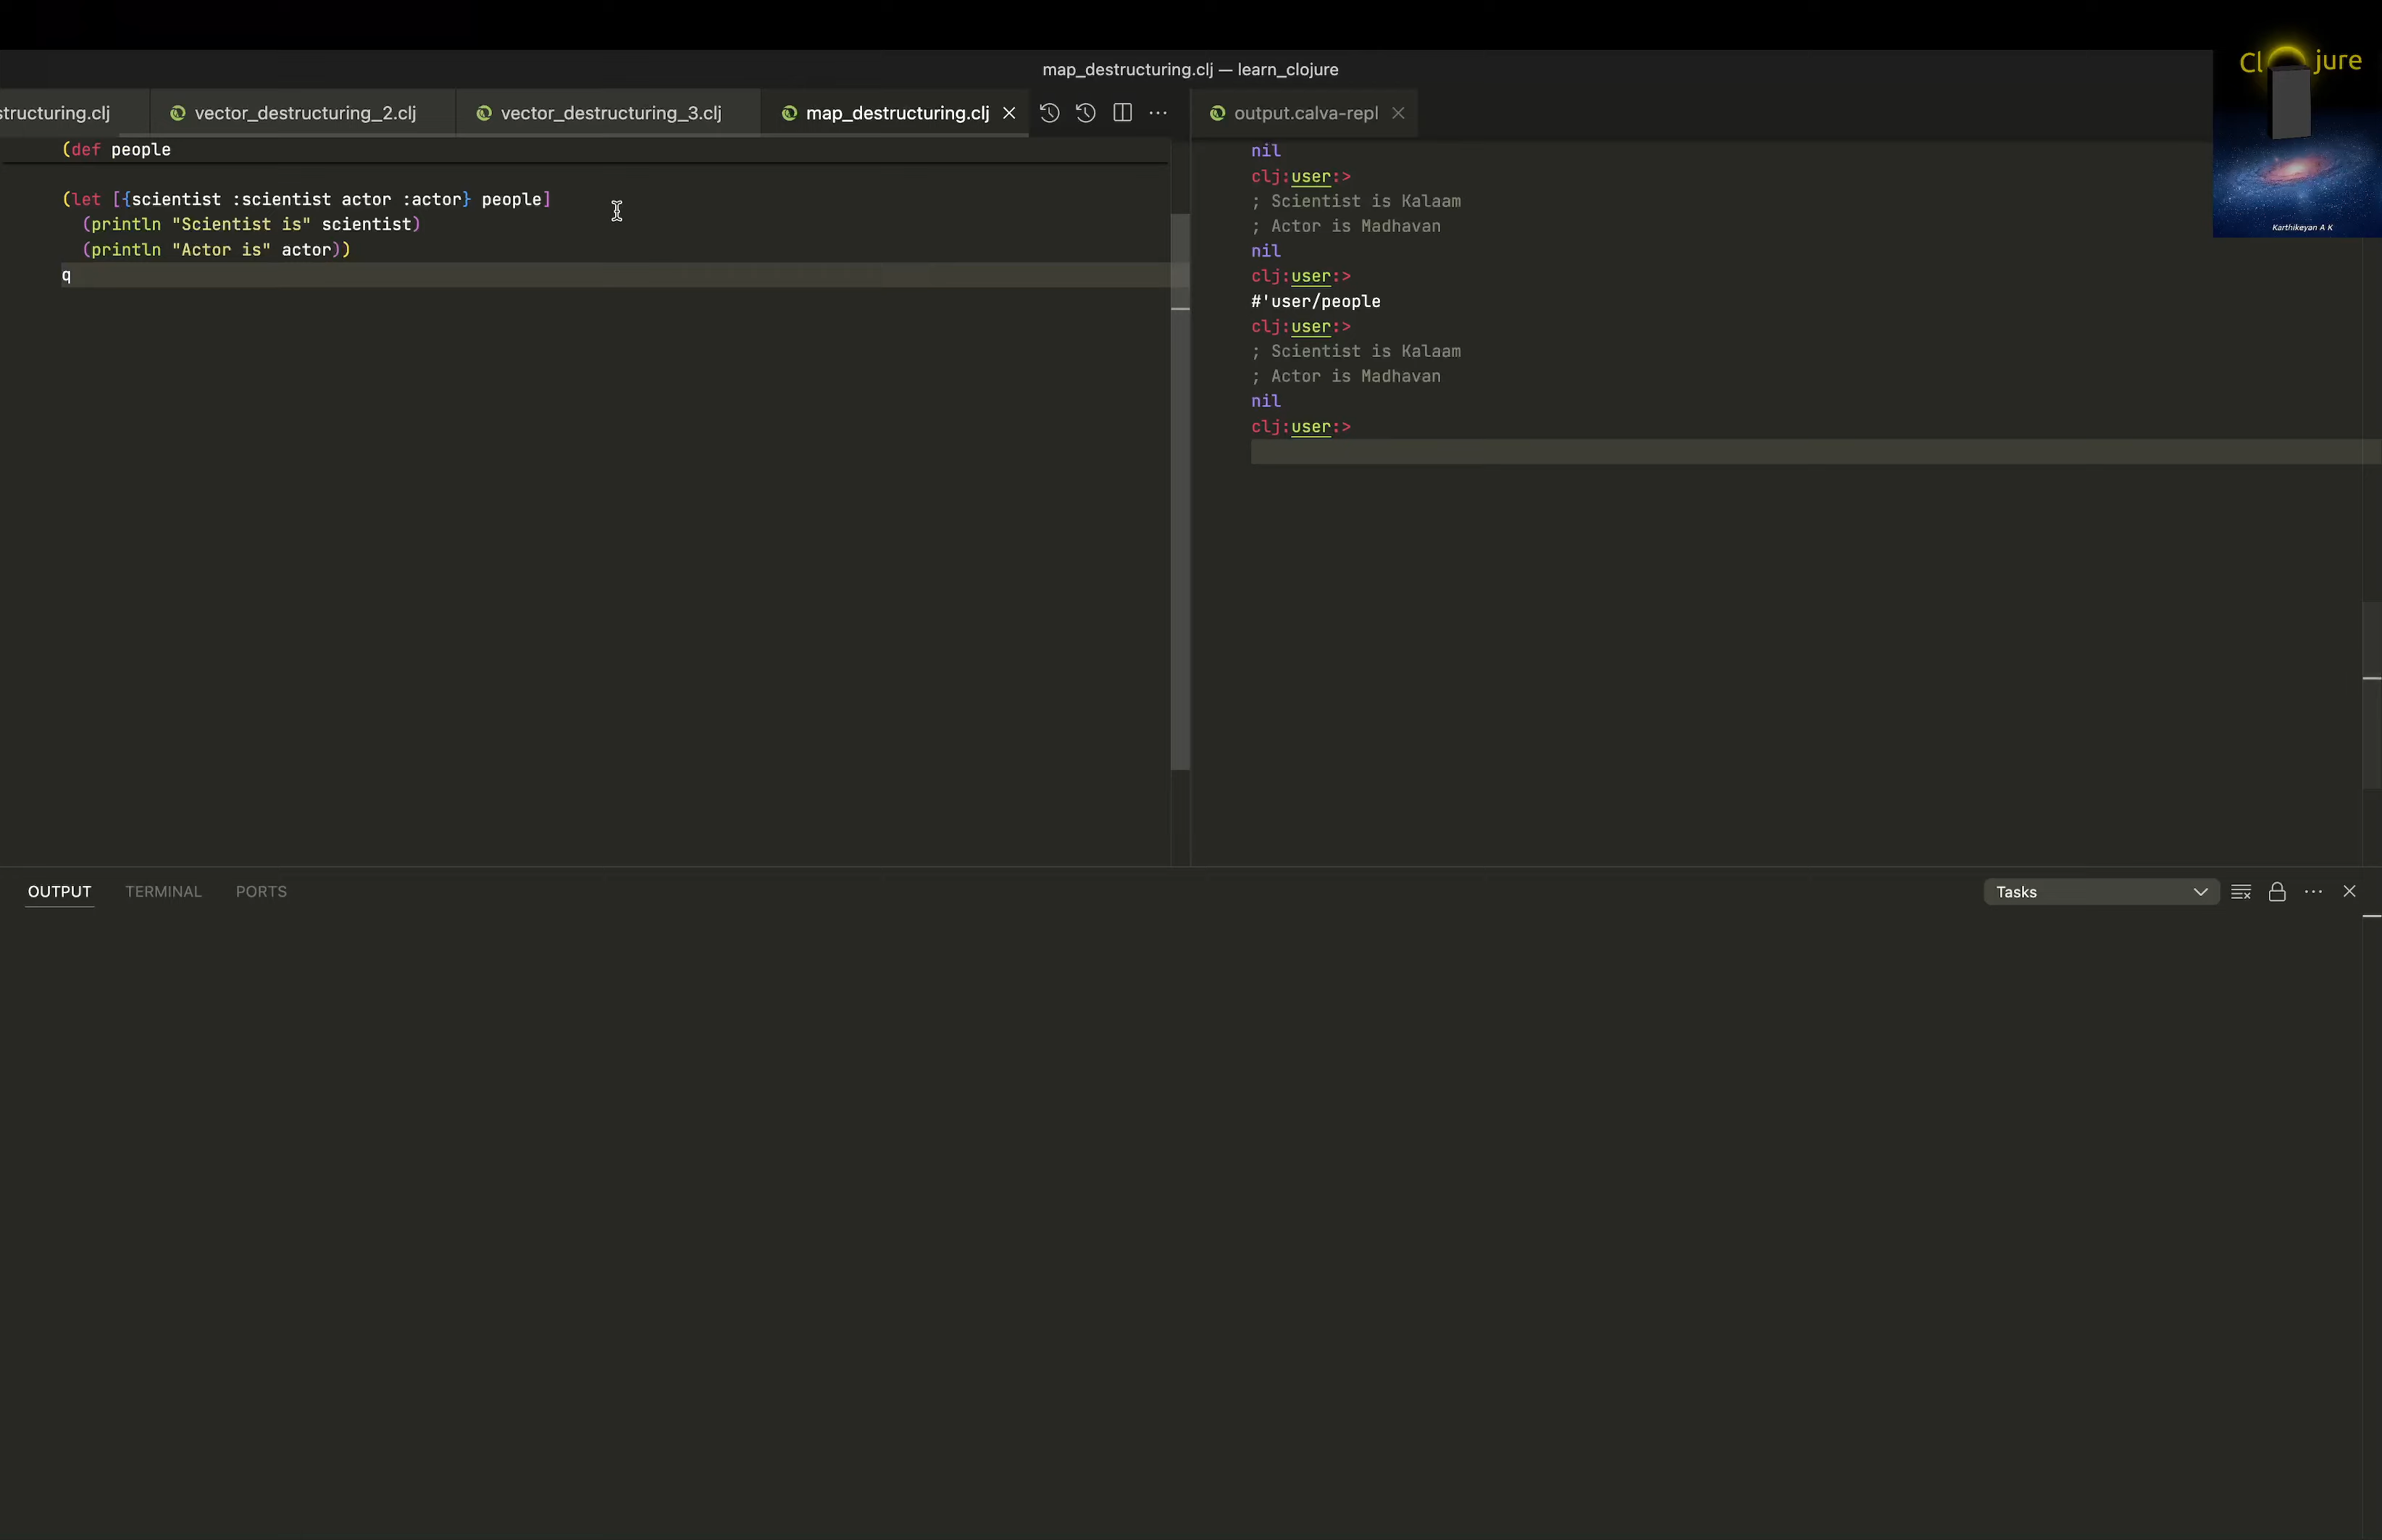 Cl jure
map_destructuring.clj — learn_clojure
structuring.clj
vector_destructuring_2.clj
vector_destructuring_3.clj
map_destructuring.clj
output.calva-repl
(def people
(let [{scientist :scientist actor :actor} people]
(println "Scientist is" scientist)
(println "Actor is" actor))
q
nil
clj:user:>
; Scientist is Kalaam
; Actor is Madhavan
nil
clj:user:>
#'user/people
clj:user:>
; Scientist is Kalaam
; Actor is Madhavan
nil
clj:user:>
Karthikeyan A K
OUTPUT
TERMINAL
PORTS
Tasks